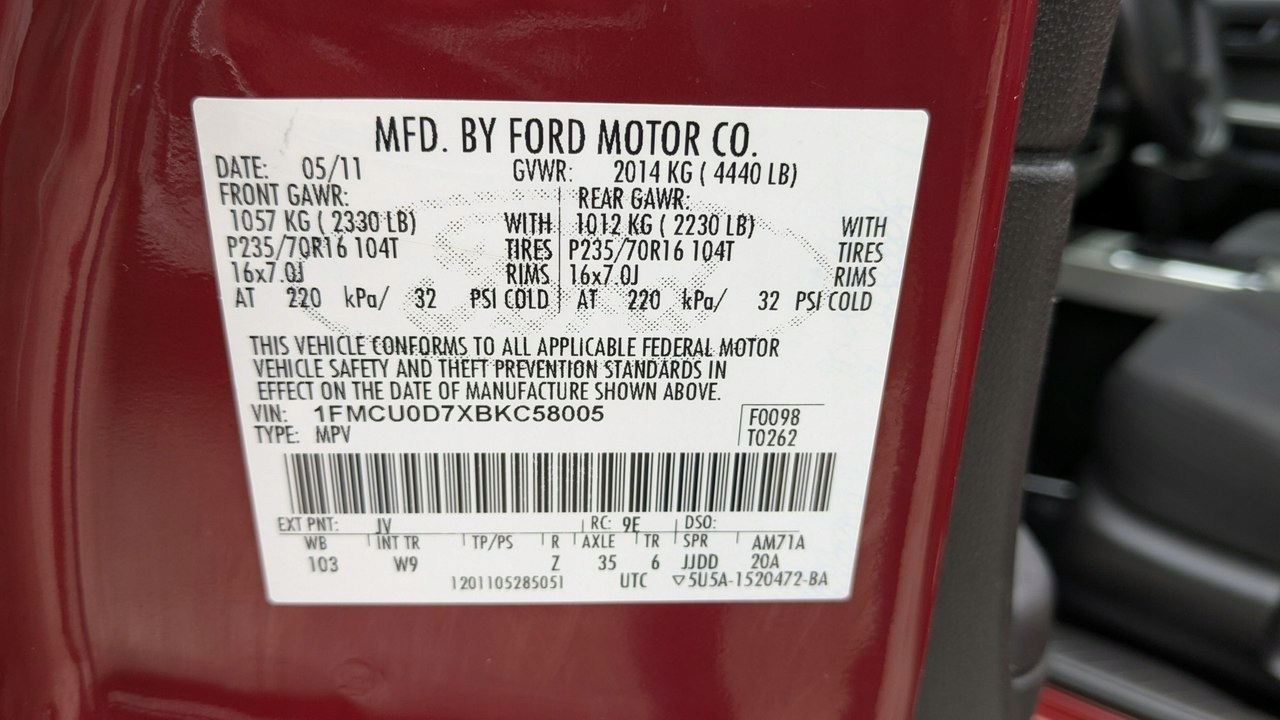 MFD. BY FORD MOTOR CO.
DATE: 05/11 GVWR: 2014 KG ( 4440 LB)
FRONT GAWR: REAR GAWR:
1057 KG ( 2330 LB) WITH 1012 KG ( 2230 LB) WITH
P235/70R16 104T TIRES P235/70R16 104T TIRES
16x7.0J RIMS 16x7.0J RIMS
AT 220 kPa/ 32 PSI COLD AT 220 kPa/ 32 PSI COLD
THIS VEHICLE CONFORMS TO ALL APPLICABLE FEDERAL MOTOR
VEHICLE SAFETY AND THEFT PREVENTION STANDARDS IN
EFFECT ON THE DATE OF MANUFACTURE SHOWN ABOVE.
VIN: 1FMCU0D7XBKC58005 F0098
TYPE: MPV T0262
EXT PNT: JV RC: 9E DSO:
WB INT TR TP/PS R AXLE TR SPR AM71A
103 W9 Z 35 6 JJDD 20A
1201105285051 UTC ▽5U5A-1520472-BA